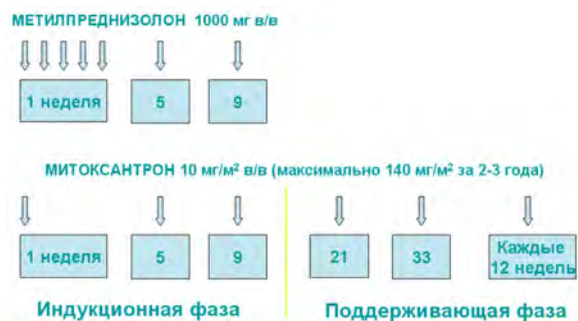 МЕТИЛПРЕДНИЗОЛОН 1000 мг в/в
1 неделя
5
9
МИТОКСАНТРОН 10 мг/м² в/в (максимально 140 мг/м² за 2-3 года)
1 неделя
5
9
21
33
Каждые
12 недель
Индукционная фаза
Поддерживающая фаза